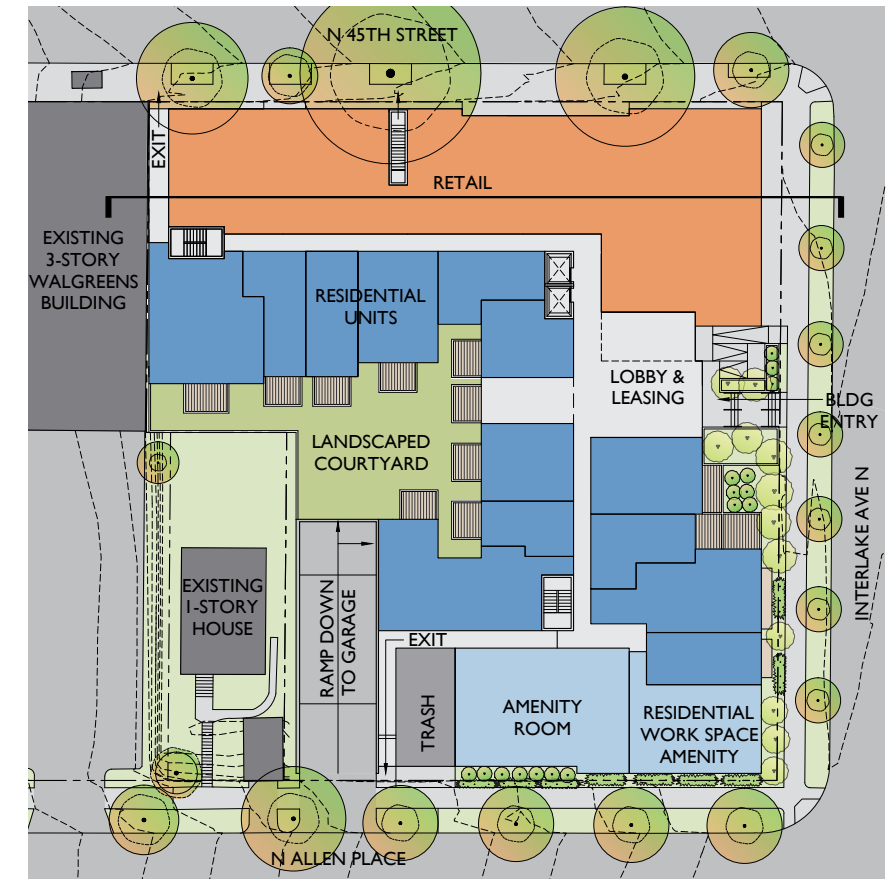 N 45TH STREET
EXIT
RETAIL
EXISTING
3-STORY
WALGREENS
BUILDING
RESIDENTIAL
UNITS
LOBBY &
LEASING
BLDG
ENTRY
LANDSCAPED
COURTYARD
INTERLAKE AVE N
EXISTING
1-STORY
HOUSE
RAMP DOWN
TO GARAGE
EXIT
TRASH
AMENITY
ROOM
RESIDENTIAL
WORK SPACE
AMENITY
N ALLEN PLACE